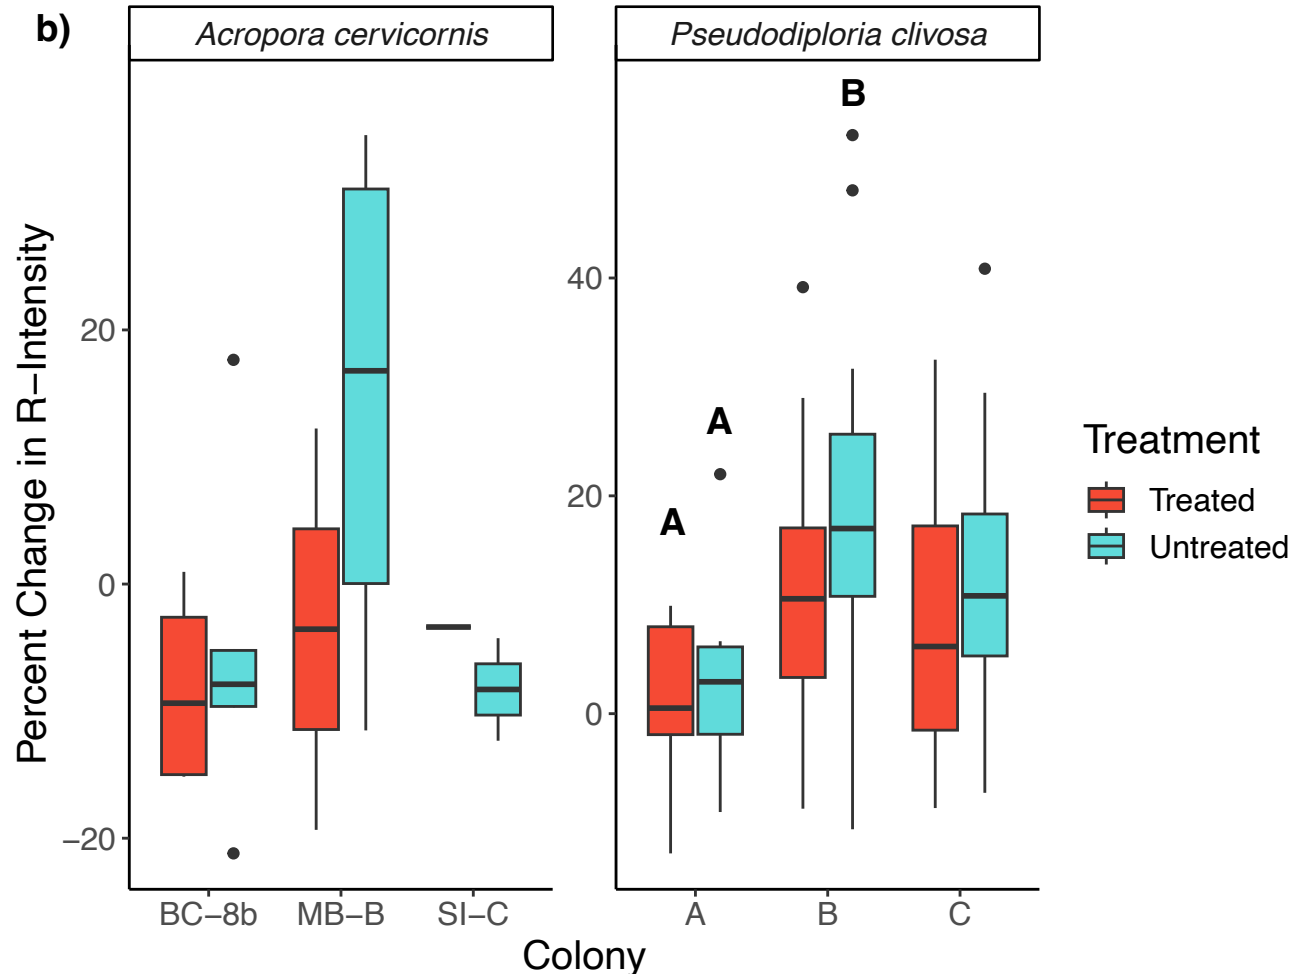 b)
Acropora cervicornis
Pseudodiploria clivosa
Percent Change in R−Intensity
20
0
−20
40
20
0
A
A
B
BC−8b
MB−B
SI−C
A
B
C
Colony
Treatment
Treated
Untreated